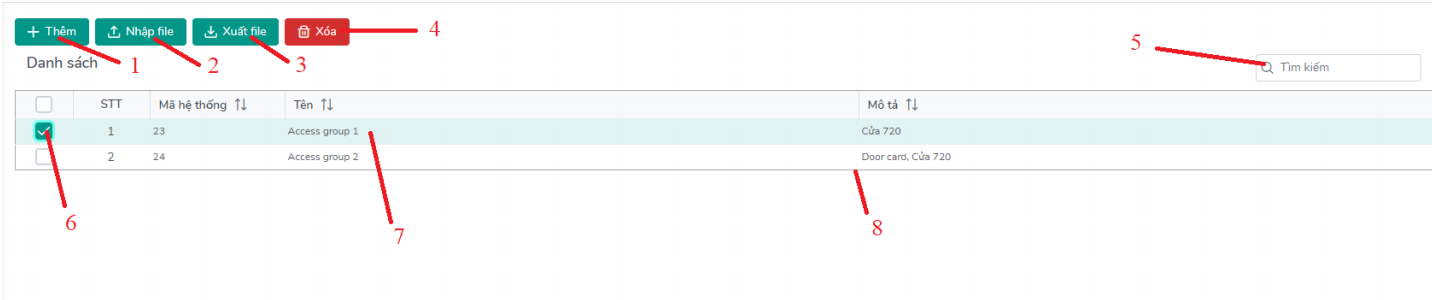 Thêm Nhập file Xuất file Xóa 4
Danh sách 1 2 3 5 Tìm kiếm
STT Mã hệ thống Tên Mô tả
1 23 Access group 1 Cửa 720
2 24 Access group 2 Door card, Cửa 720
6 7 8